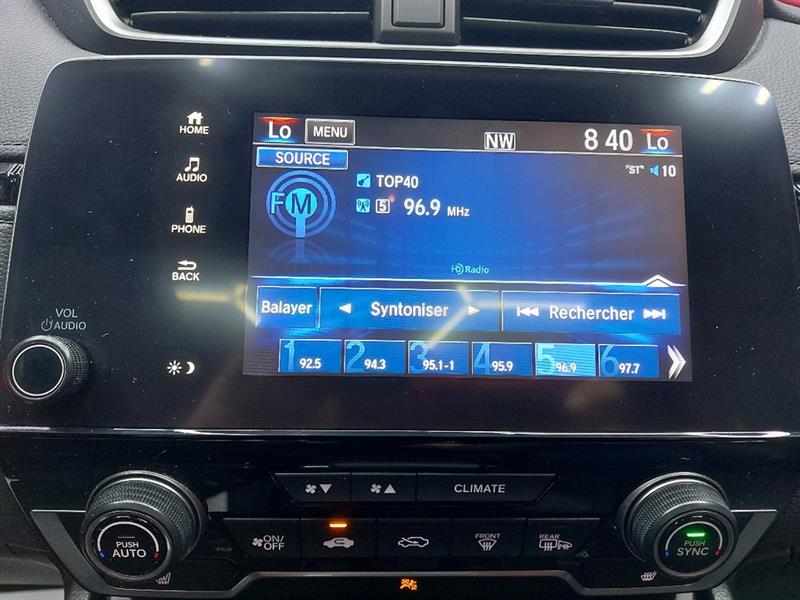 HOME
AUDIO
PHONE
BACK
VOL
AUDIO
Lo MENU NW 8 40 Lo
SOURCE
"ST" 10
TOP40
FM
5 96.9 MHz
HD Radio
Balayer Syntoniser Rechercher
1 92.5 2 94.3 3 95.1-1 4 95.9 5 96.9 6 97.7
CLIMATE
PUSH AUTO
ON/OFF
FRONT
REAR
PUSH SYNC